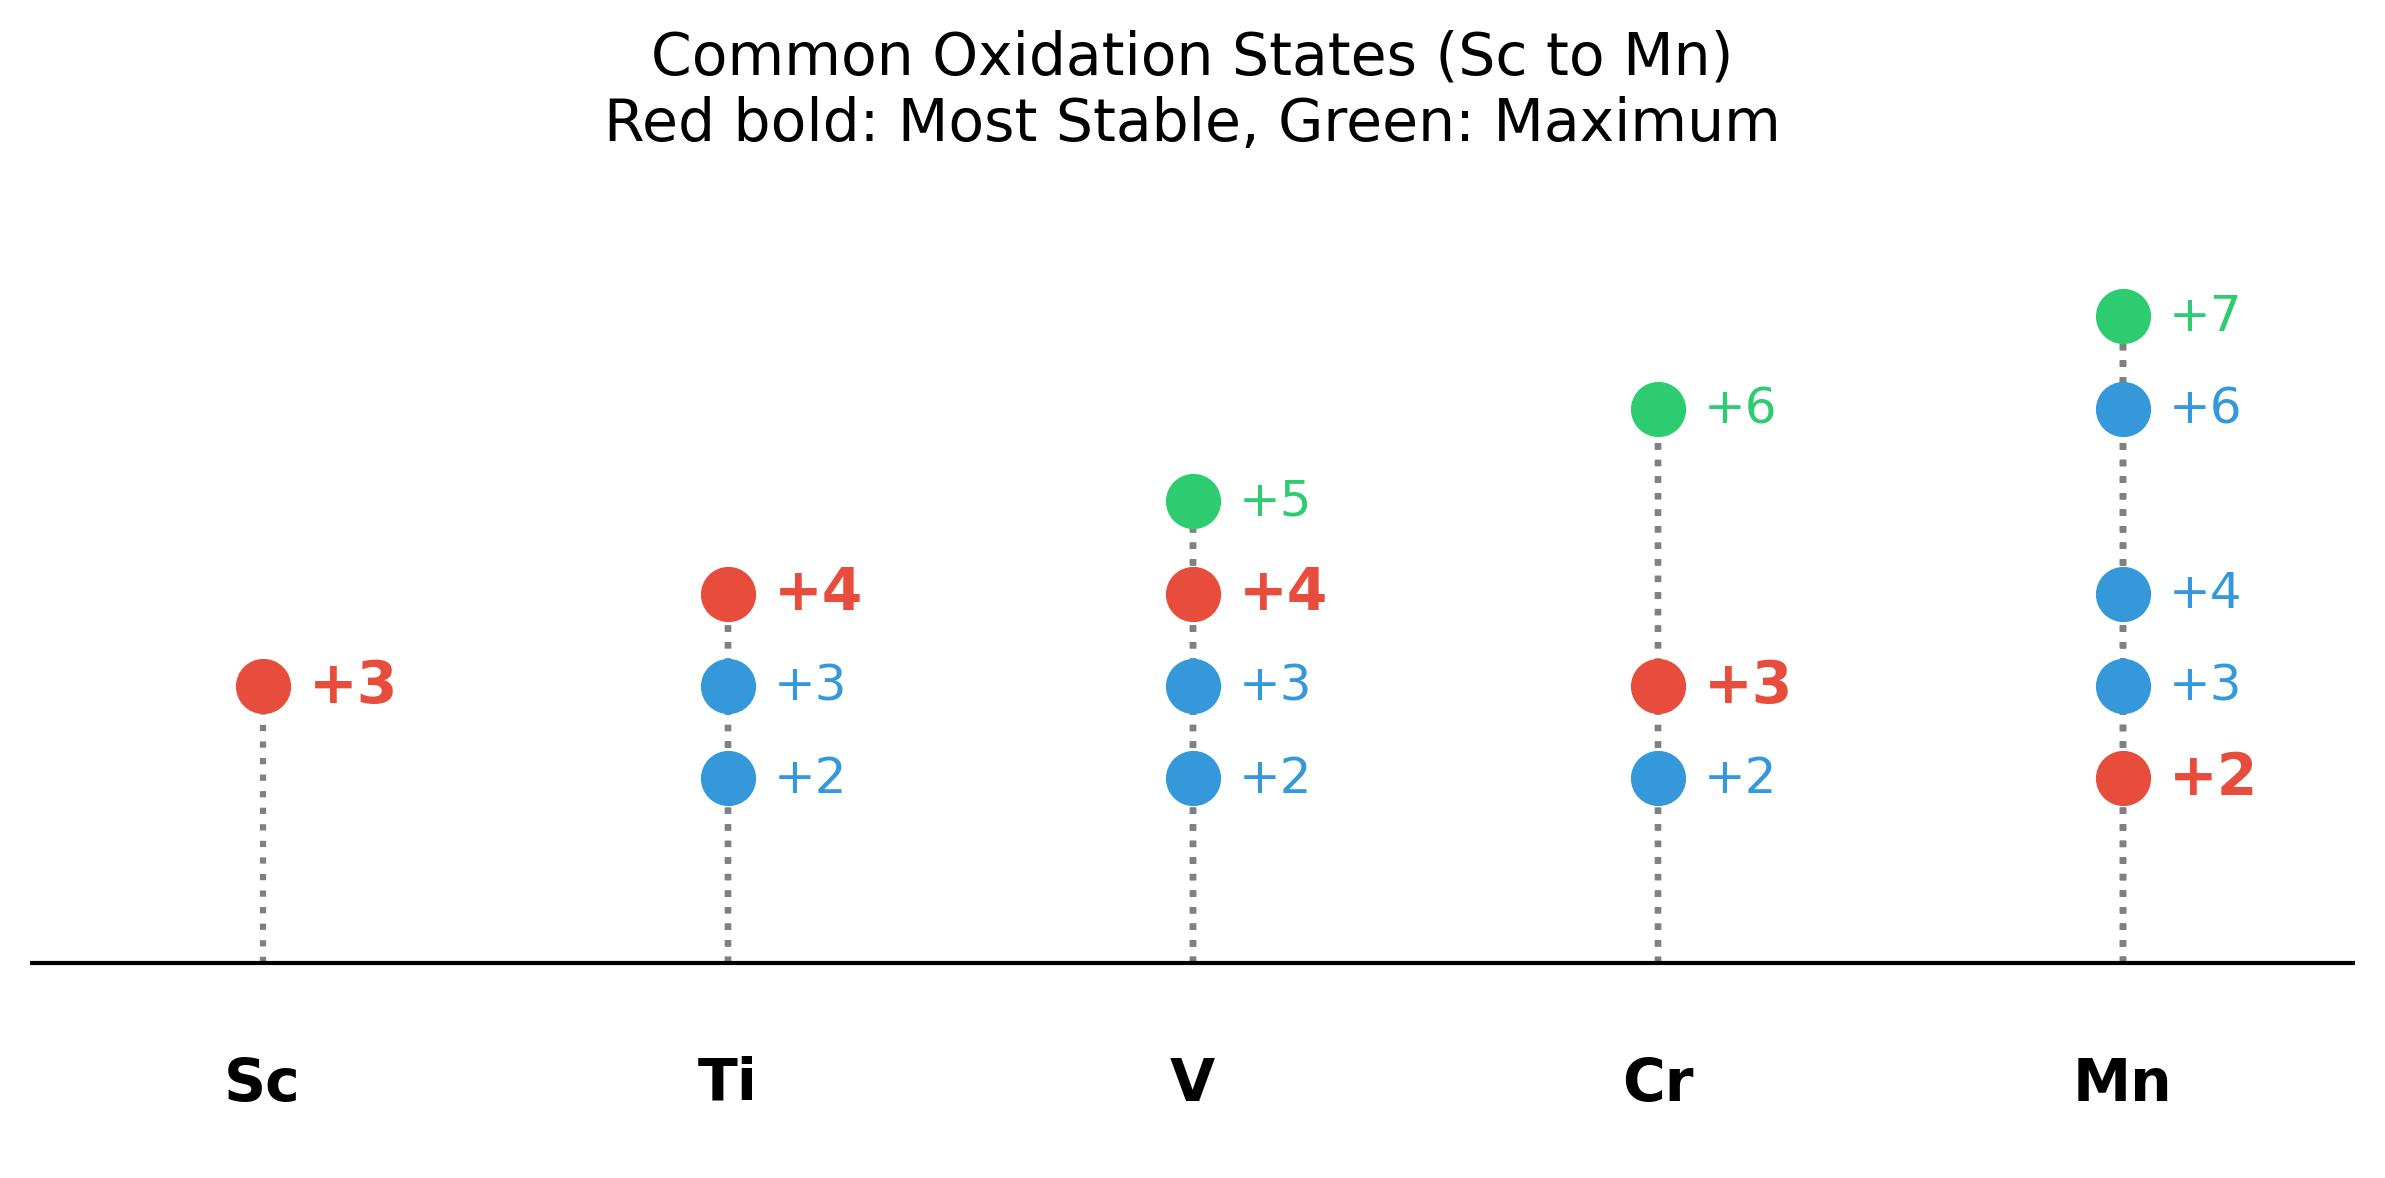 Common Oxidation States (Sc to Mn)
Red bold: Most Stable, Green: Maximum
+7
+6
+6
+5
+4
+4
+4
+3
+3
+3
+3
+3
+2
+2
+2
+2
Sc
Ti
V
Cr
Mn